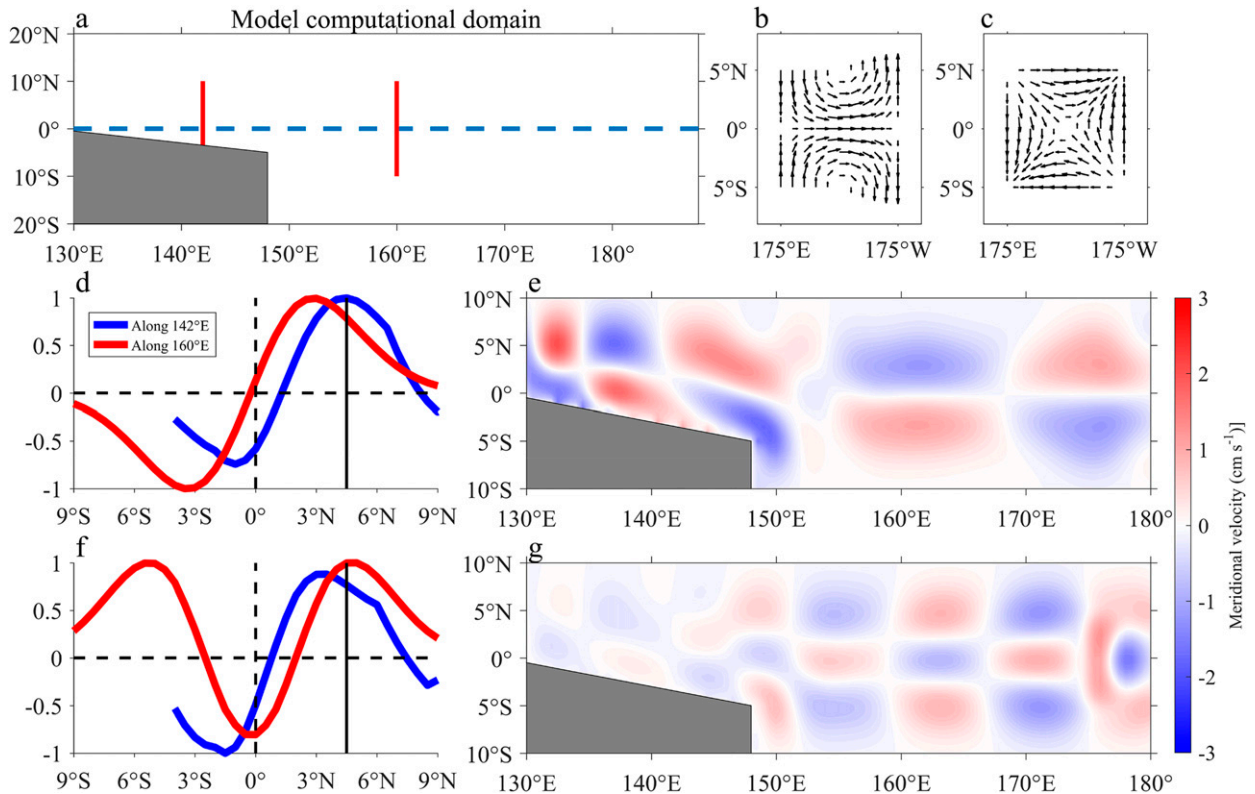 a Model computational domain b c
20°N
10°N
0°
10°S
20°S
130°E 140°E 150°E 160°E 170°E 180°
5°N
0°
5°S
175°E 175°W
5°N
0°
5°S
175°E 175°W
d
1
0.5
0
-0.5
-1
Along 142°E
Along 160°E
9°S 6°S 3°S 0° 3°N 6°N 9°N
e
10°N
5°N
0°
5°S
10°S
130°E 140°E 150°E 160°E 170°E 180°
f
1
0.5
0
-0.5
-1
9°S 6°S 3°S 0° 3°N 6°N 9°N
g
10°N
5°N
0°
5°S
10°S
130°E 140°E 150°E 160°E 170°E 180°
3
2
1
0
-1
-2
-3
Meridional velocity (cm s⁻¹)]